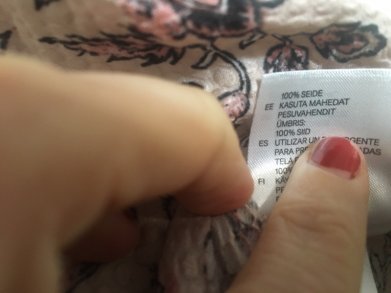 100% SEIDE
EE KASUTA MAHEDAT
PESUVAHENDIT
ÜMBRIS:
100% SIID
ES UTILIZAR UN
PARA
TELA
FI